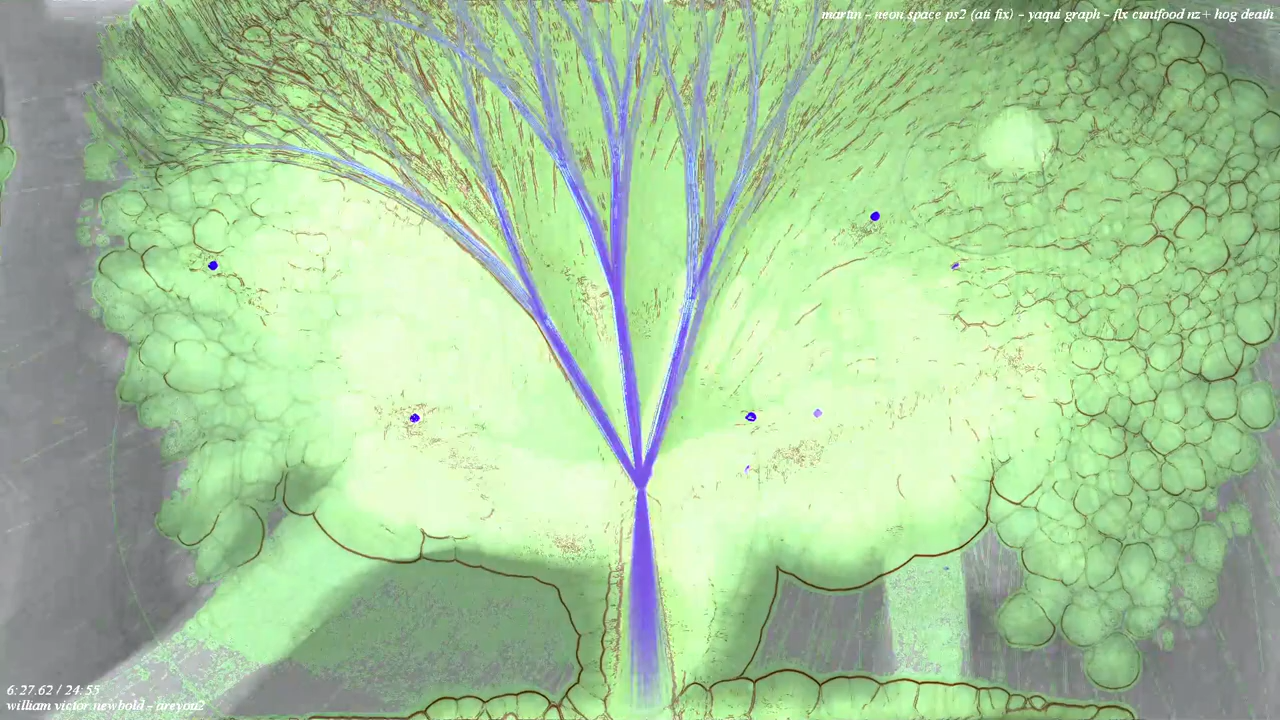 martin - neon space ps2 (ati fix) - yaqui graph - flx cuntfood nz+ hog death
6:27.62 / 24:55
william victor newbold - areyou?